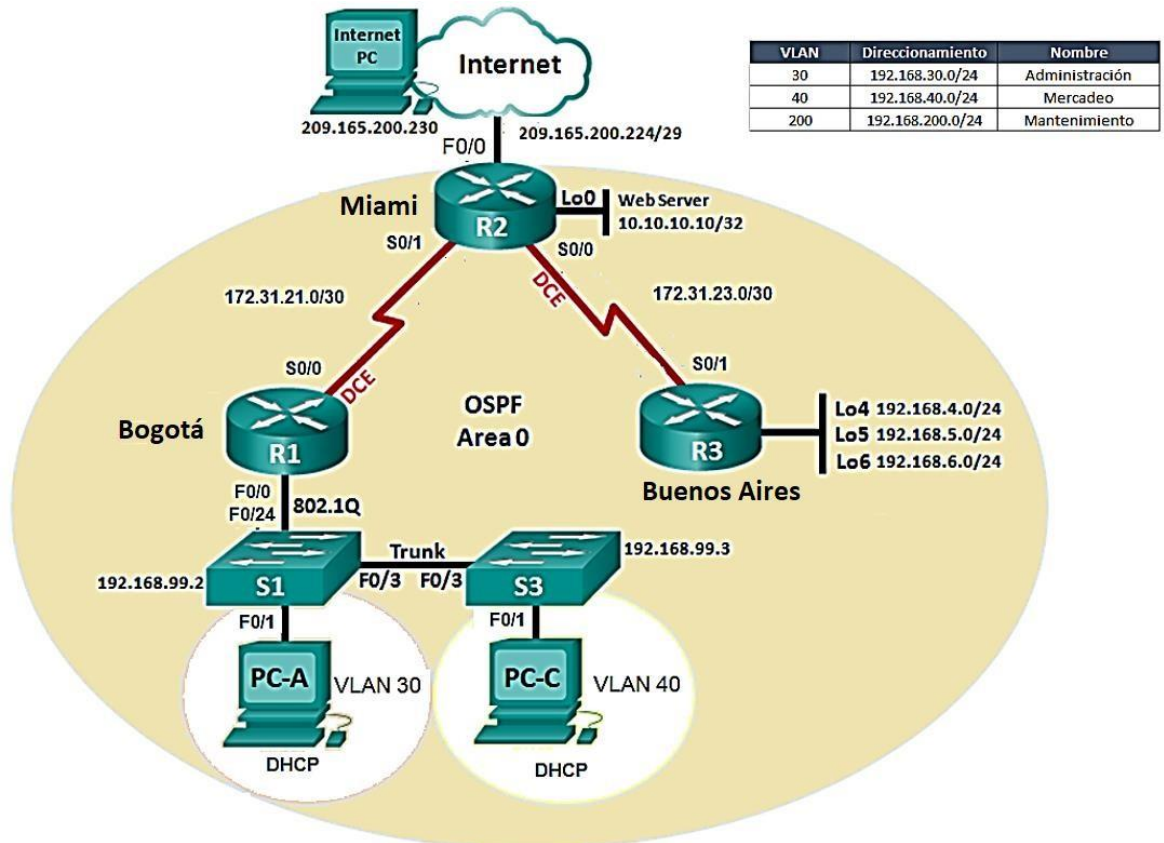 Internet
PC
Internet
209.165.200.230
209.165.200.224/29
F0/0
VLAN Direccionamiento Nombre
30 192.168.30.0/24 Administración
40 192.168.40.0/24 Mercadeo
200 192.168.200.0/24 Mantenimiento
Miami
R2
Lo0
Web Server
10.10.10.10/32
S0/1
S0/0
DCE
172.31.21.0/30
172.31.23.0/30
S0/0
DCE
S0/1
Bogotá
R1
OSPF
Area 0
R3
Buenos Aires
Lo4 192.168.4.0/24
Lo5 192.168.5.0/24
Lo6 192.168.6.0/24
F0/0
F0/24
802.1Q
192.168.99.2
S1
Trunk
F0/3
F0/3
S3
192.168.99.3
F0/1
F0/1
PC-A
VLAN 30
DHCP
PC-C
VLAN 40
DHCP